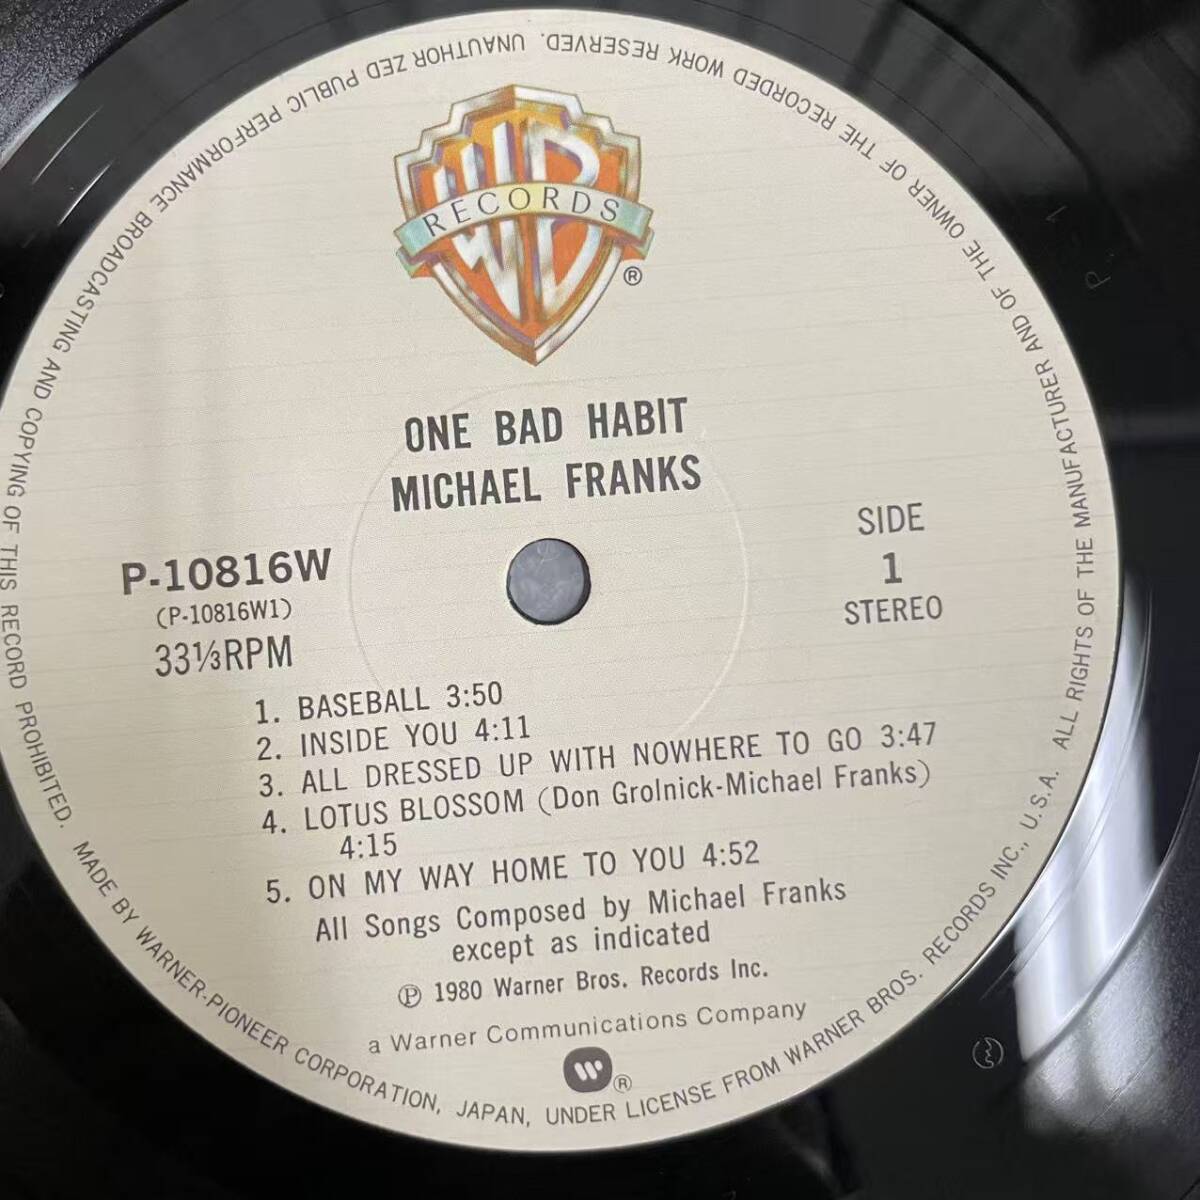 WB
RECORDS
®
ONE BAD HABIT
MICHAEL FRANKS
P-10816W
(P-10816W1)
33⅓RPM
SIDE
1
STEREO
1. BASEBALL 3:50
2. INSIDE YOU 4:11
3. ALL DRESSED UP WITH NOWHERE TO GO 3:47
4. LOTUS BLOSSOM (Don Grolnick-Michael Franks)
4:15
5. ON MY WAY HOME TO YOU 4:52
All Songs Composed by Michael Franks
except as indicated
℗ 1980 Warner Bros. Records Inc.
a Warner Communications Company
®
MADE BY WARNER-PIONEER CORPORATION, JAPAN, UNDER LICENSE FROM WARNER BROS. RECORDS INC., U.S.A. ALL RIGHTS OF THE MANUFACTURER AND OF THE OWNER OF THE RECORDED WORK RESERVED. UNAUTHOR ZED PUBLIC PERFORMANCE BROADCASTING AND COPYING OF THIS RECORD PROHIBITED.